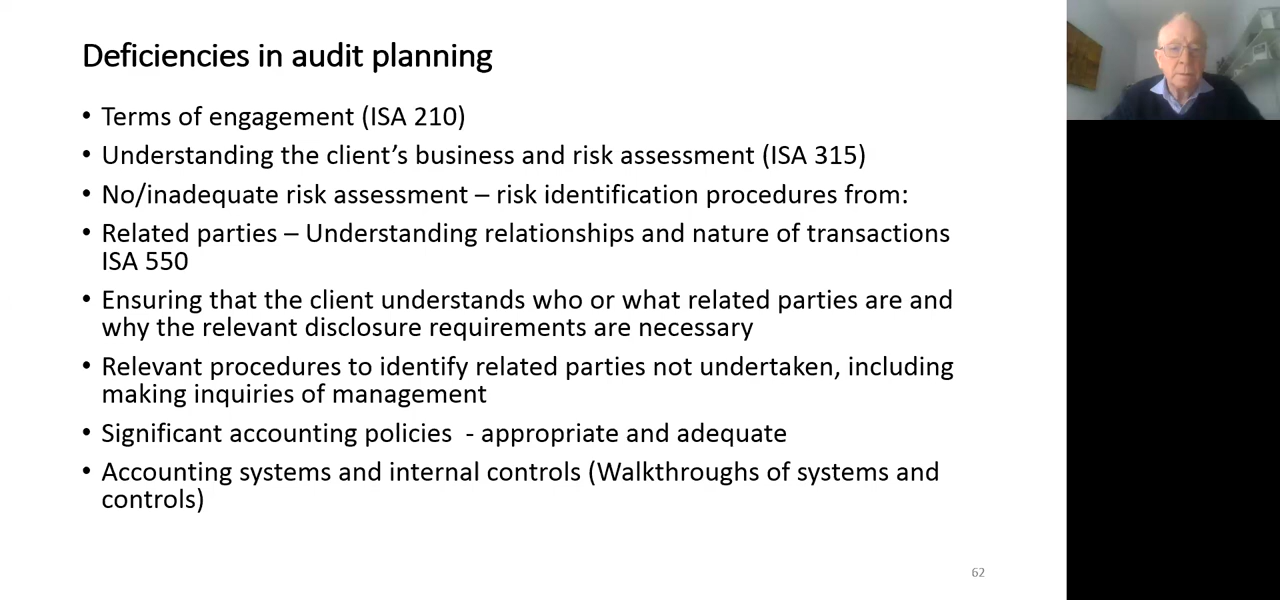 Deficiencies in audit planning
• Terms of engagement (ISA 210)
• Understanding the client’s business and risk assessment (ISA 315)
• No/inadequate risk assessment – risk identification procedures from:
• Related parties – Understanding relationships and nature of transactions
ISA 550
• Ensuring that the client understands who or what related parties are and
why the relevant disclosure requirements are necessary
• Relevant procedures to identify related parties not undertaken, including
making inquiries of management
• Significant accounting policies  - appropriate and adequate
• Accounting systems and internal controls (Walkthroughs of systems and
controls)
62